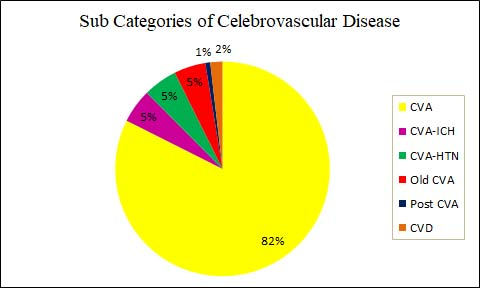 Sub Categories of Celebrovascular Disease
1% 2%
5%
5%
5%
82%
CVA
CVA-ICH
CVA-HTN
Old CVA
Post CVA
CVD